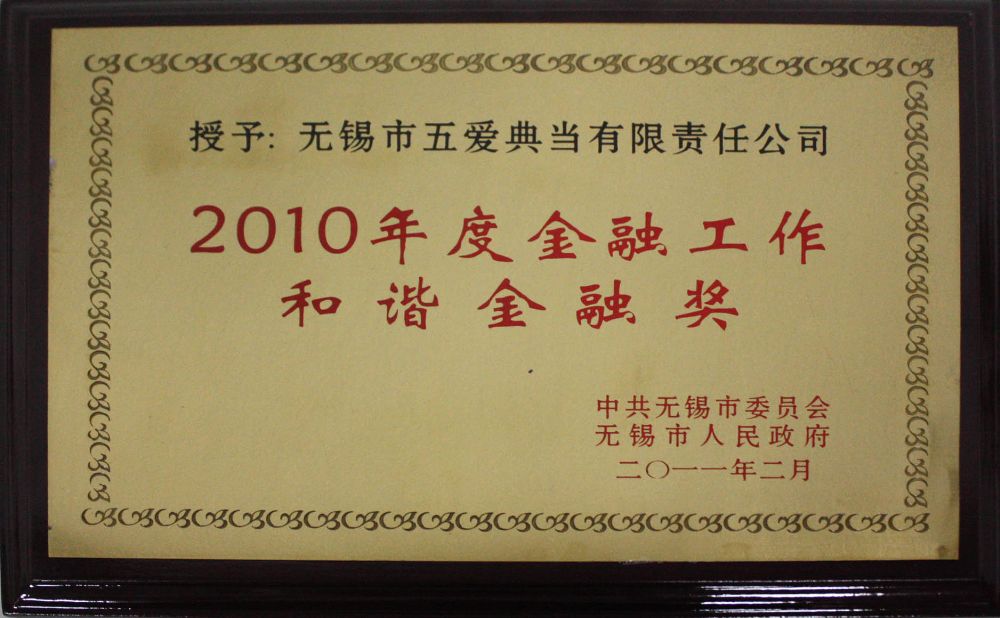 授予: 无锡市五爱典当有限责任公司
2010年度金融工作
和谐金融奖
中共无锡市委员会
无锡市人民政府
二〇一一年二月